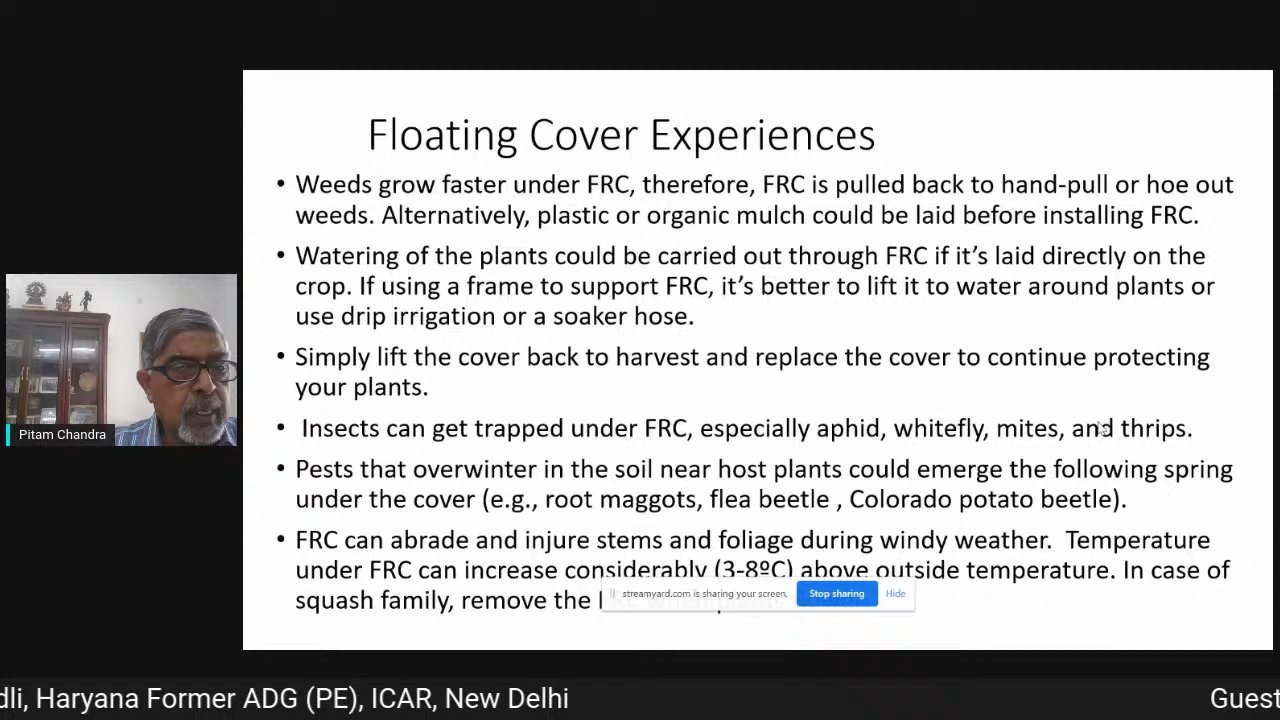 Floating Cover Experiences
• Weeds grow faster under FRC, therefore, FRC is pulled back to hand-pull or hoe out
weeds. Alternatively, plastic or organic mulch could be laid before installing FRC.
• Watering of the plants could be carried out through FRC if it's laid directly on the
crop. If using a frame to support FRC, it's better to lift it to water around plants or
use drip irrigation or a soaker hose.
• Simply lift the cover back to harvest and replace the cover to continue protecting
your plants.
• Insects can get trapped under FRC, especially aphid, whitefly, mites, and thrips.
• Pests that overwinter in the soil near host plants could emerge the following spring
under the cover (e.g., root maggots, flea beetle , Colorado potato beetle).
• FRC can abrade and injure stems and foliage during windy weather. Temperature
under FRC can increase considerably (3-8ºC) above outside temperature. In case of
squash family, remove the
streamyard.com is sharing your screen. Stop sharing Hide
Pitam Chandra
dli, Haryana Former ADG (PE), ICAR, New Delhi Guest